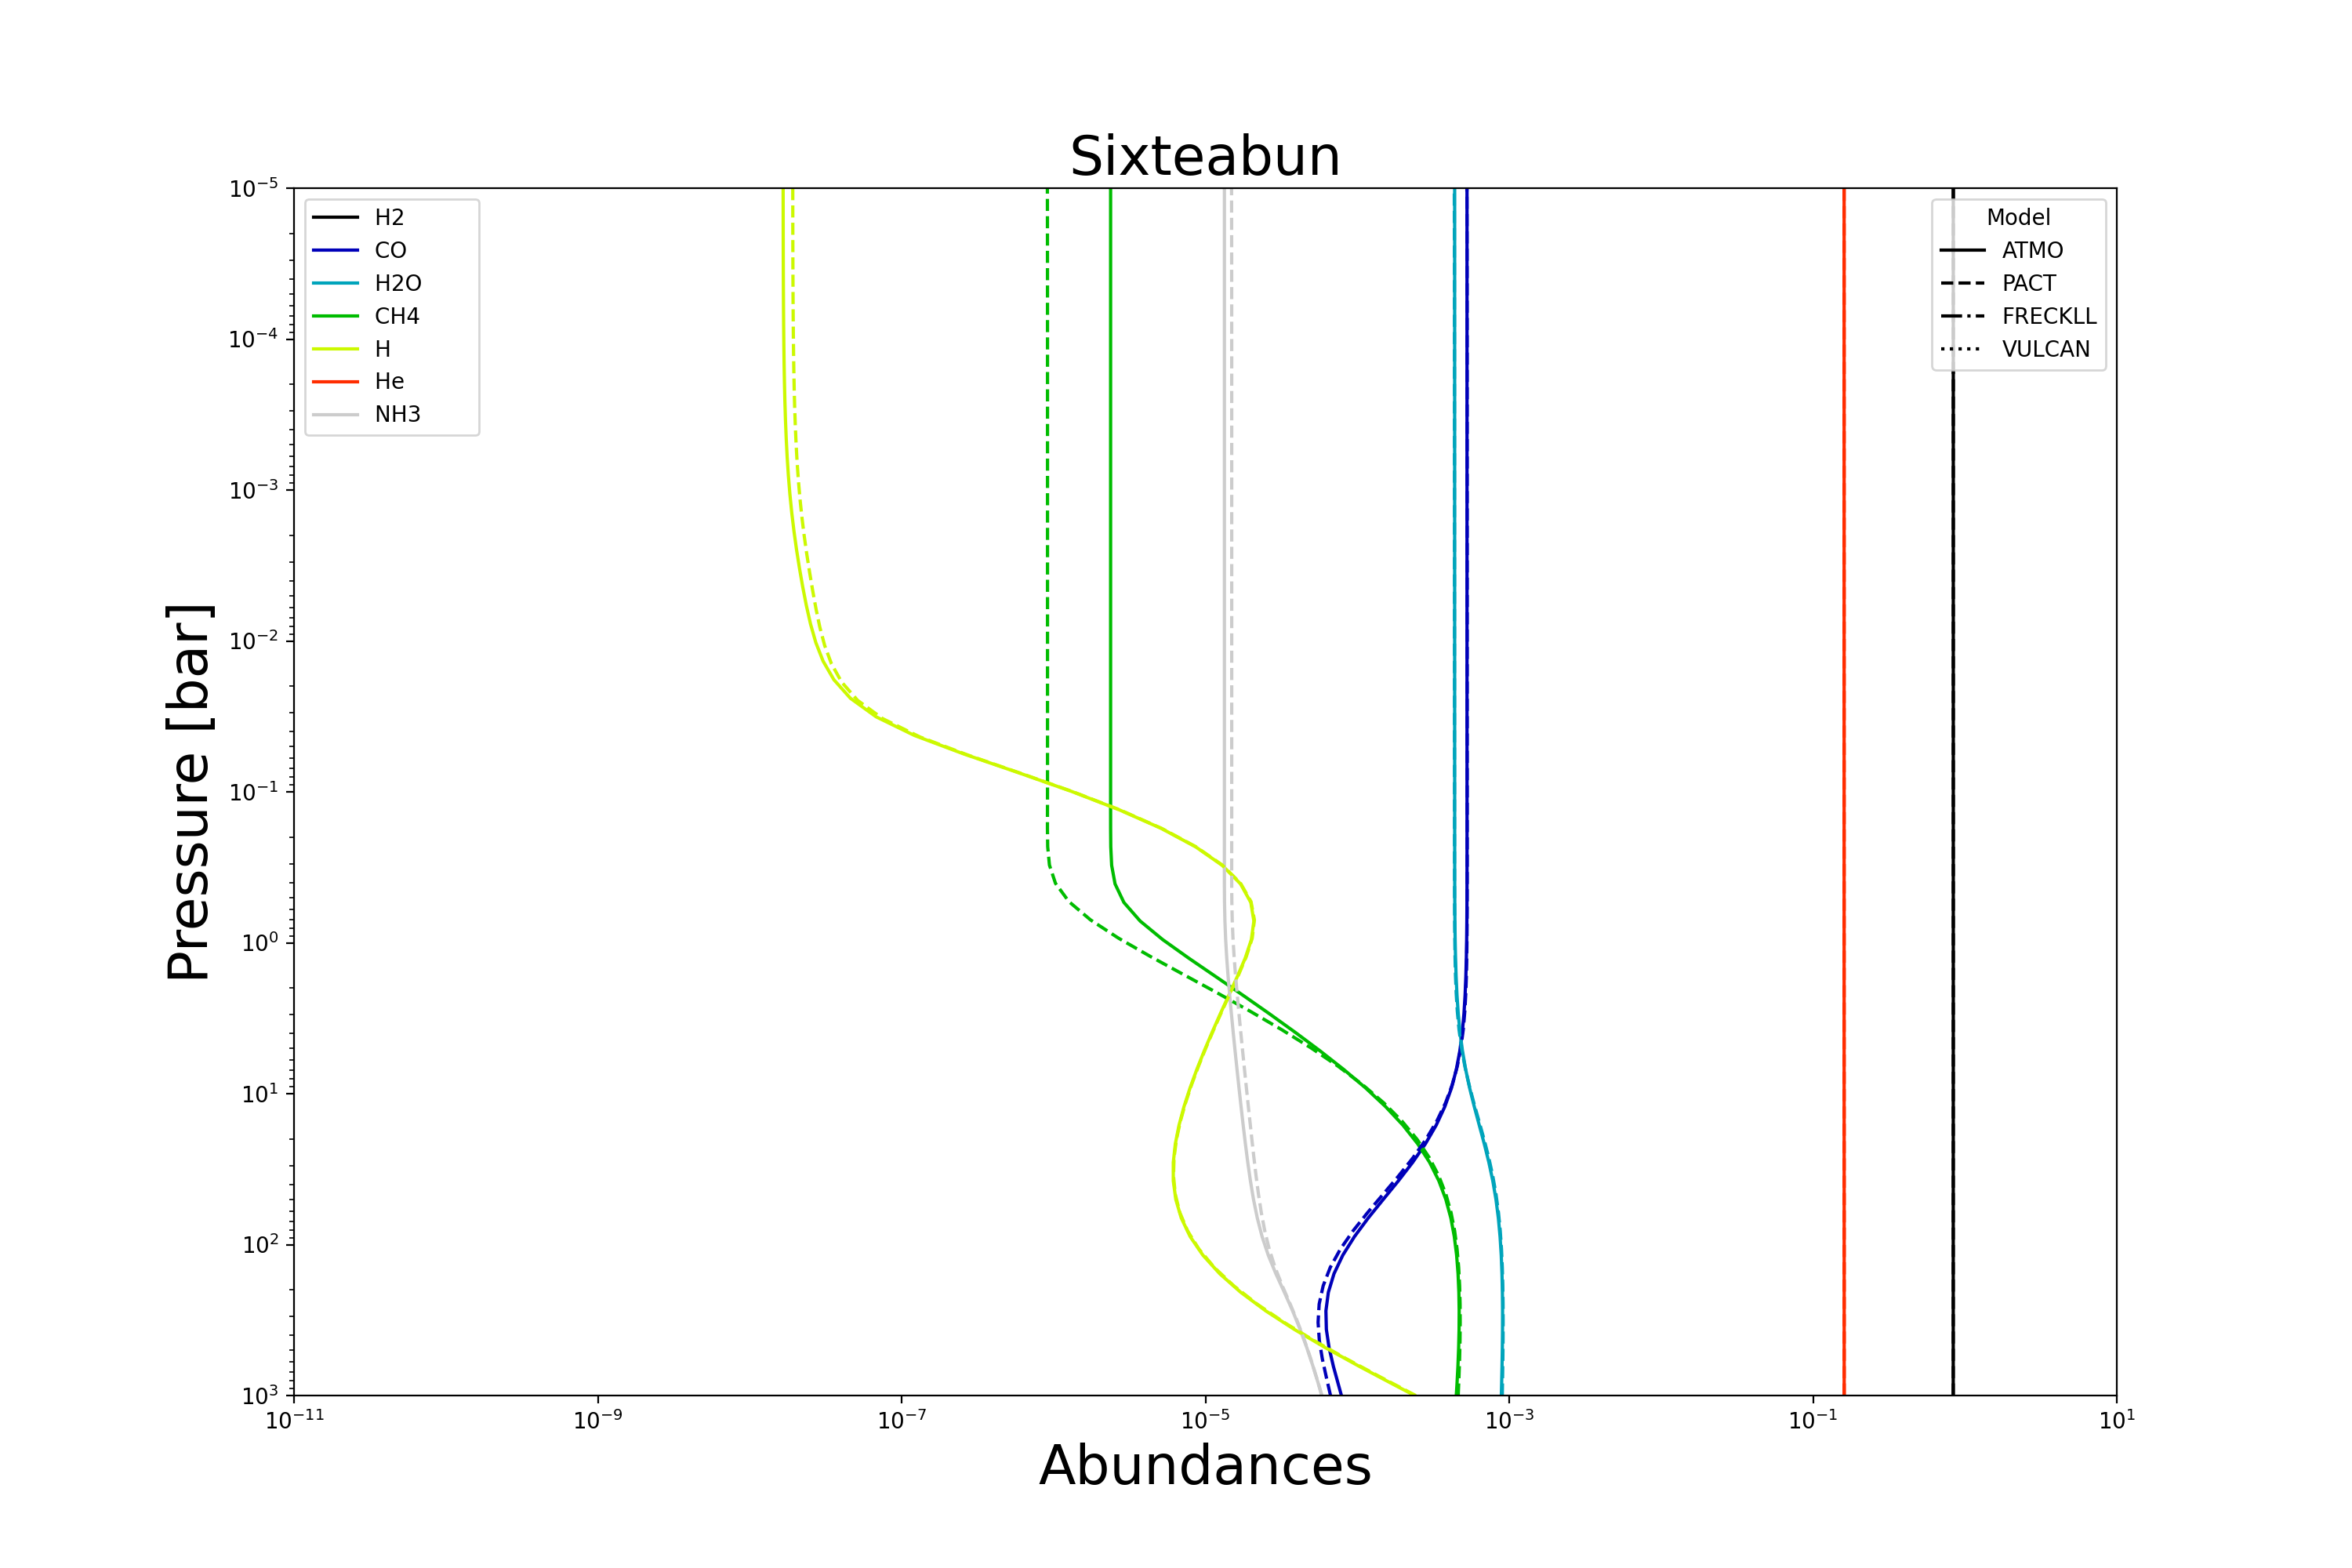 Sixteabun
H2
CO
H2O
CH4
H
He
NH3
Model
ATMO
PACT
FRECKLL
VULCAN
Pressure [bar]
10⁻⁵
10⁻⁴
10⁻³
10⁻²
10⁻¹
10⁰
10¹
10²
10³
10⁻¹¹ 10⁻⁹ 10⁻⁷ 10⁻⁵ 10⁻³ 10⁻¹ 10¹
Abundances